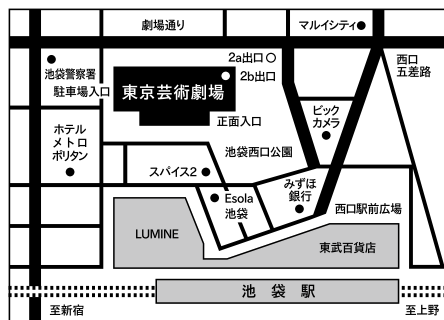 劇場通り
マルイシティ
2a出口
西口
五差路
池袋警察署
駐車場入口
2b出口
東京芸術劇場
正面入口
ビック
カメラ
ホテル
メトロ
ポリタン
池袋西口公園
スパイス2
みずほ
銀行
Esola
池袋
西口駅前広場
LUMINE
東武百貨店
池袋駅
至新宿
至上野